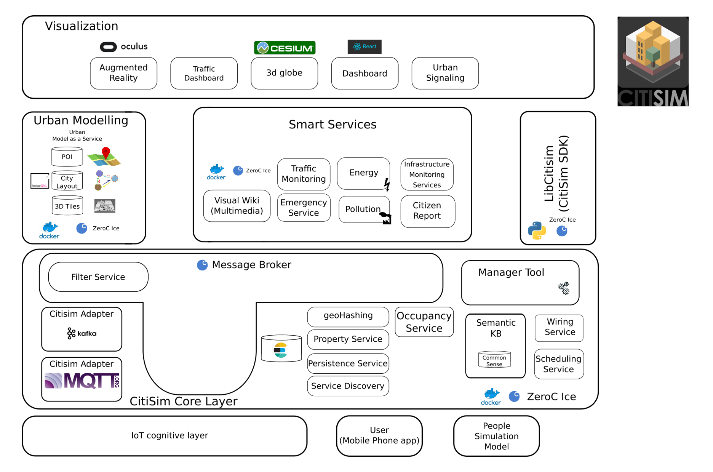 Visualization
oculus
CESIUM
React
Augmented
Reality
Traffic
Dashboard
3d globe
Dashboard
Urban
Signaling
CITISIM
Urban Modelling
Urban
Model as a Service
POI
City
Layout
3D Tiles
docker
ZeroC Ice
Smart Services
docker
ZeroC Ice
Traffic
Monitoring
Energy
Infrastructure
Monitoring
Services
Visual Wiki
(Multimedia)
Emergency
Service
Pollution
Citizen
Report
LibCitisim
(CitiSim SDK)
ZeroC Ice
Message Broker
Filter Service
Manager Tool
Citisim Adapter
kafka
Citisim Adapter
MQTT
.ORG
geoHashing
Property Service
Persistence Service
Service Discovery
Occupancy
Service
Semantic
KB
Common
Sense
Wiring
Service
Scheduling
Service
docker
ZeroC Ice
CitiSim Core Layer
IoT cognitive layer
User
(Mobile Phone app)
People
Simulation
Model